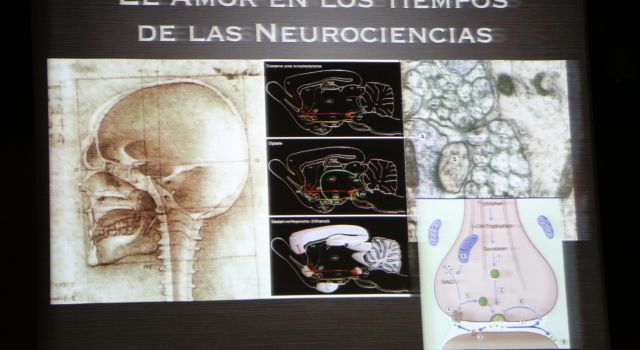 El Amor en los tiempos
de las Neurociencias
Cocaine and Amphetamine
Opiate
Sedative/Hypnotic (Ethanol)
A
S
Tryptophan
5-OH-Tryptophan
Serotonin
MAO